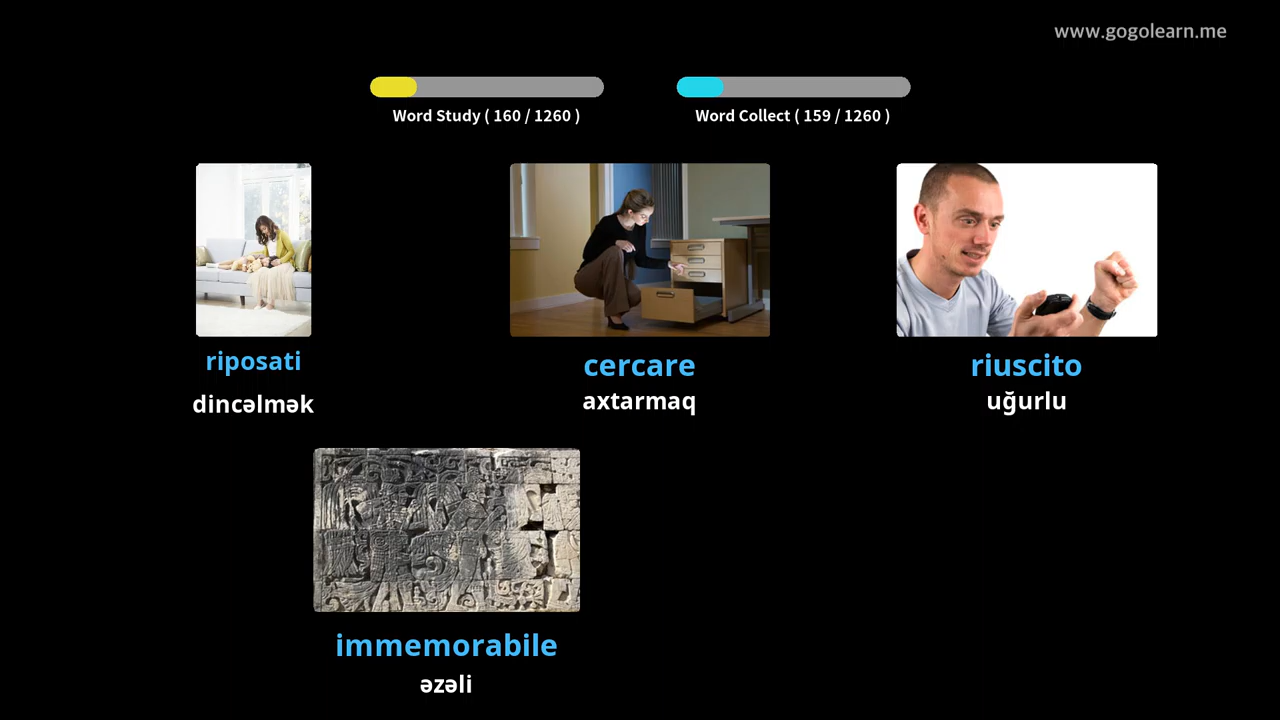 www.gogolearn.me
Word Study ( 160 / 1260 )
Word Collect ( 159 / 1260 )
riposati
dincəlmək
cercare
axtarmaq
riuscito
uğurlu
immemorabile
əzəli